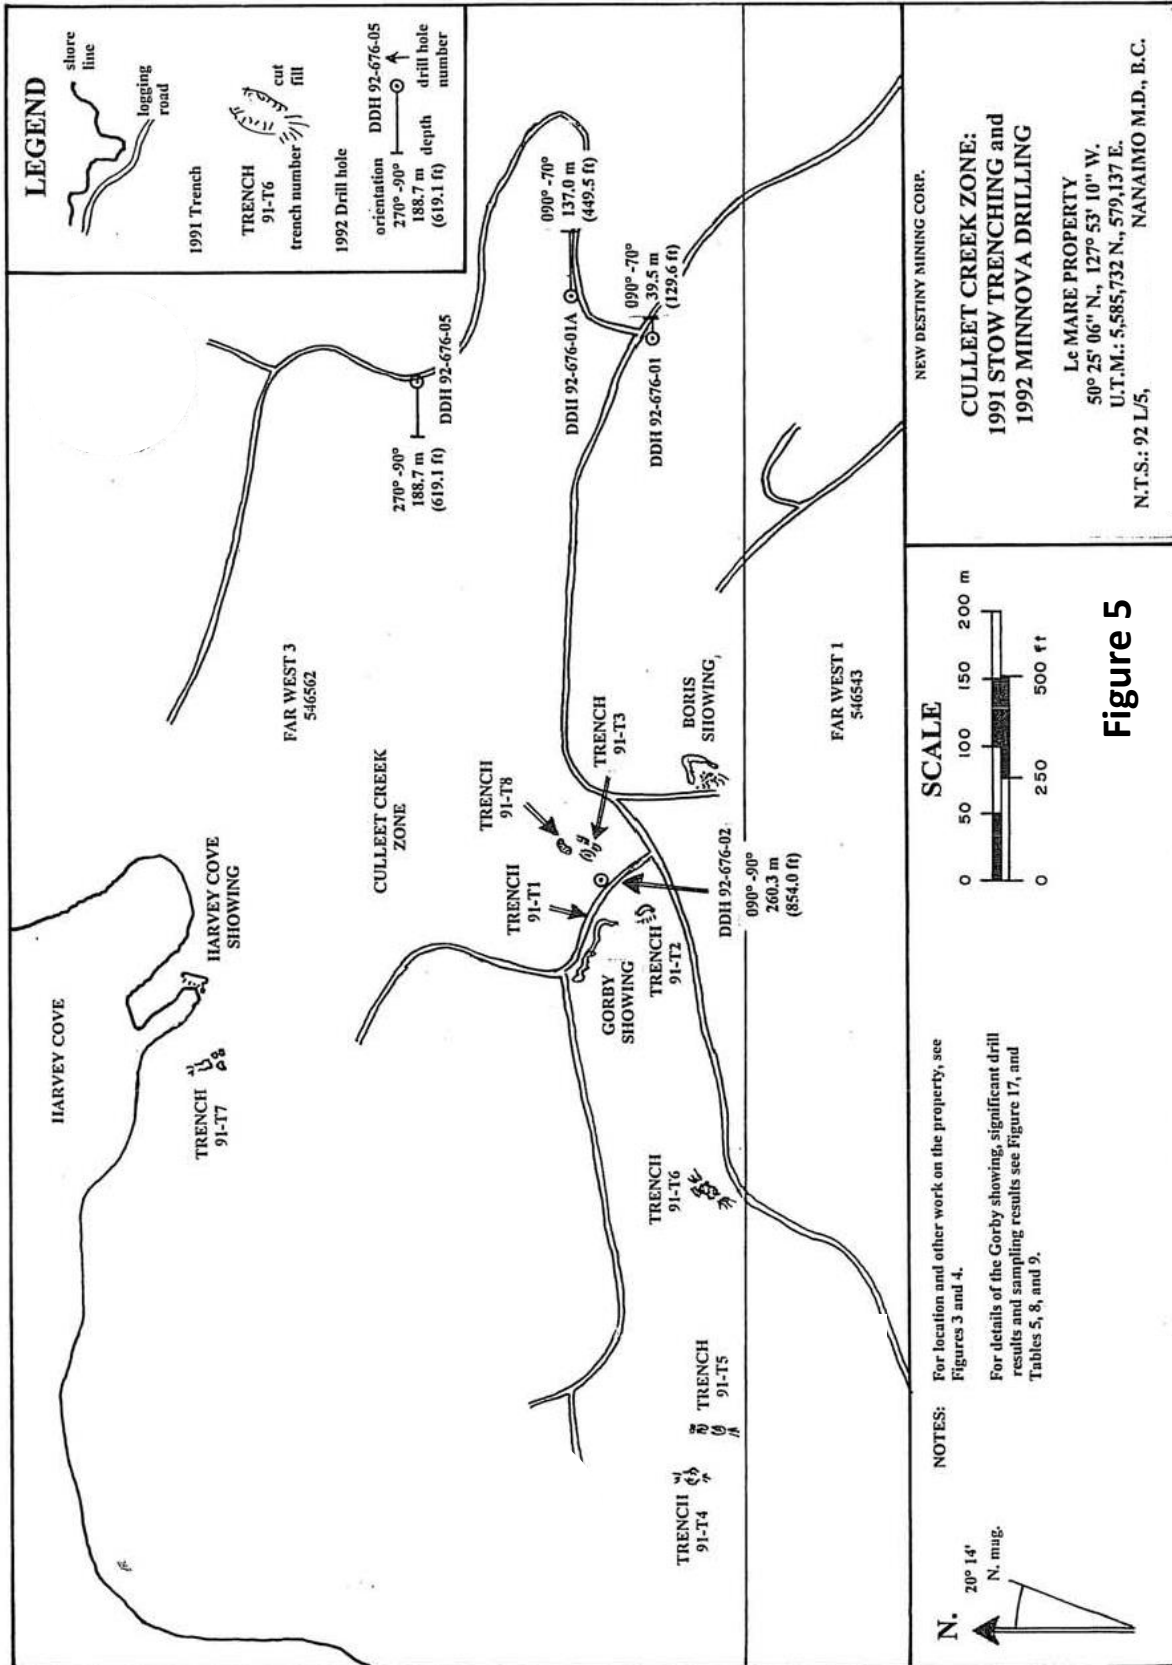 LEGEND
shore
line
logging
road
1991 Trench
TRENCH
91-T6
trench number
cut
fill
1992 Drill hole
orientation
270° -90°
188.7 m
(619.1 ft)
depth
DDH 92-676-05
drill hole
number
HARVEY COVE
HARVEY COVE
SHOWING
TRENCH
91-T7
FAR WEST 3
546562
CULLEET CREEK
ZONE
270° -90°
188.7 m
(619.1 ft)
DDH 92-676-05
090° -70°
137.0 m
(449.5 ft)
DDH 92-676-01A
090° -70°
39.5 m
(129.6 ft)
DDH 92-676-01
TRENCH
91-T8
TRENCH
91-T1
TRENCH
91-T3
GORBY
SHOWING
TRENCH
91-T2
BORIS
SHOWING
DDH 92-676-02
090° -90°
260.3 m
(854.0 ft)
TRENCH
91-T6
TRENCH
91-T5
TRENCH
91-T4
FAR WEST 1
546543
N.
20° 14'
N. mag.
NOTES: For location and other work on the property, see
Figures 3 and 4.
For details of the Gorby showing, significant drill
results and sampling results see Figure 17, and
Tables 5, 8, and 9.
SCALE
0 50 100 150 200 m
0 250 500 ft
Figure 5
NEW DESTINY MINING CORP.
CULLEET CREEK ZONE:
1991 STOW TRENCHING and
1992 MINNOVA DRILLING
Le MARE PROPERTY
50° 25' 06" N., 127° 53' 10" W.
U.T.M.: 5,585,732 N., 579,137 E.
N.T.S.: 92 L/5, NANAIMO M.D., B.C.